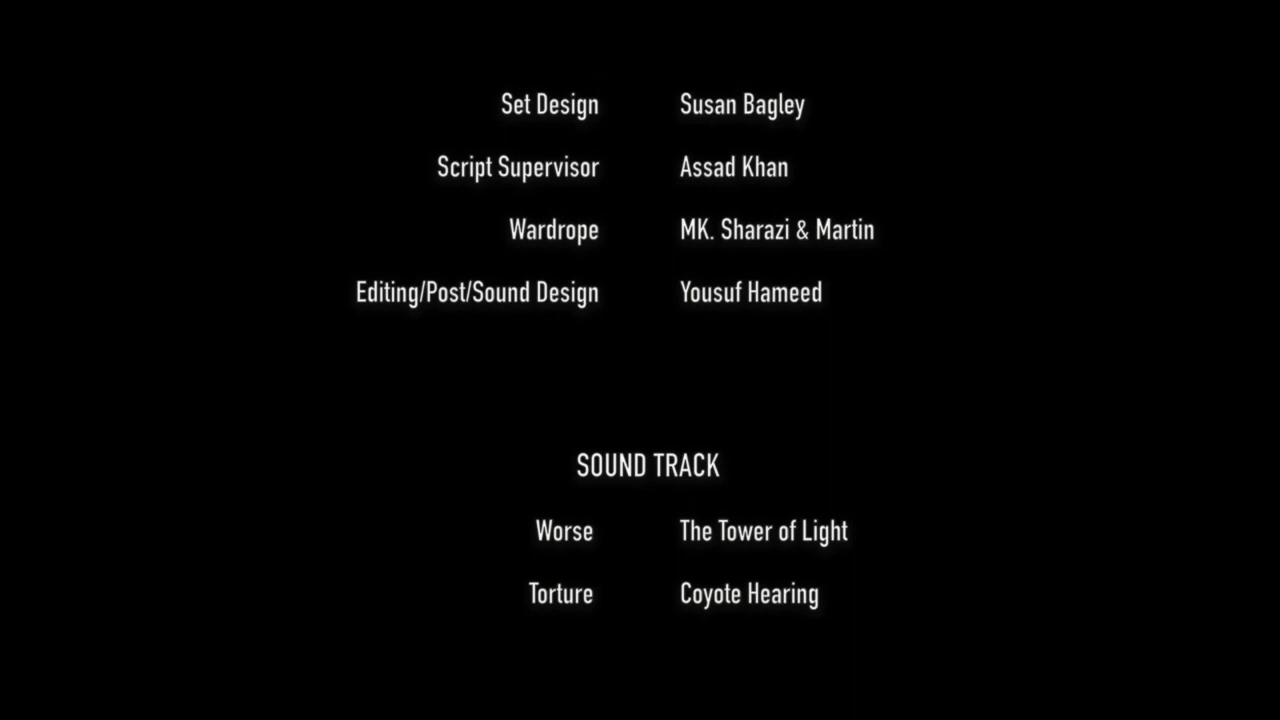 Set Design Susan Bagley
Script Supervisor Assad Khan
Wardrope MK. Sharazi & Martin
Editing/Post/Sound Design Yousuf Hameed
SOUND TRACK
Worse The Tower of Light
Torture Coyote Hearing